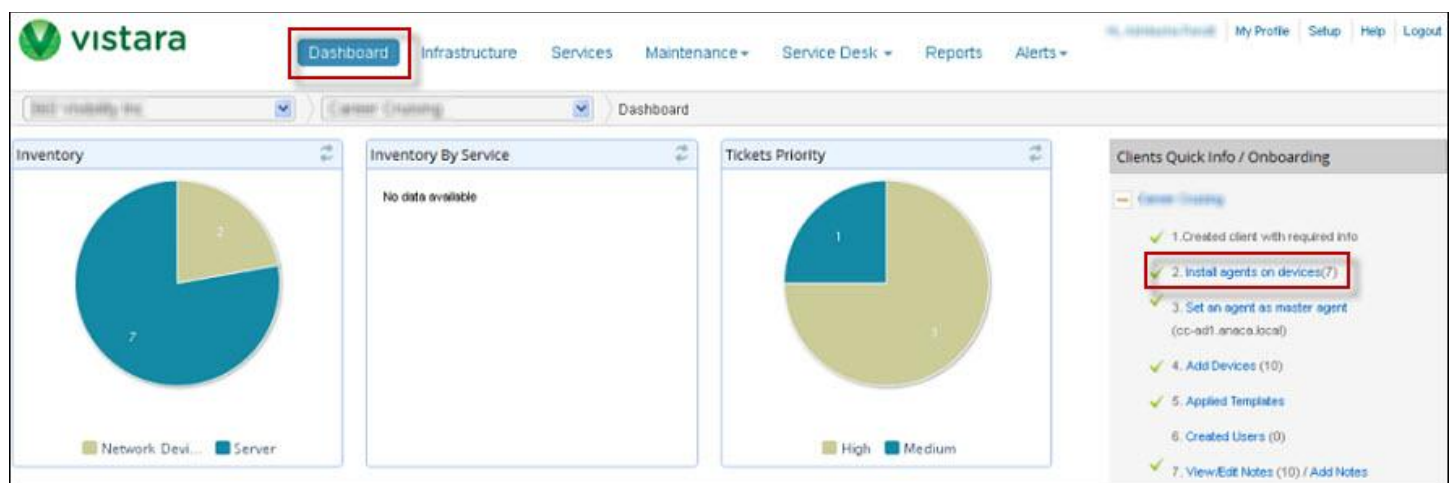 vistara
Dashboard Infrastructure Services Maintenance Service Desk Reports Alerts
My Profile Setup Help Logout
Dashboard
Inventory
2
7
Network Devi... Server
Inventory By Service
No data available
Tickets Priority
1
3
High Medium
Clients Quick Info / Onboarding
1.Created client with required info
2. Install agents on devices(7)
3. Set an agent as master agent
(cc-ad1.anaca.local)
4. Add Devices (10)
5. Applied Templates
6. Created Users (0)
7. View/Edit Notes (10) / Add Notes